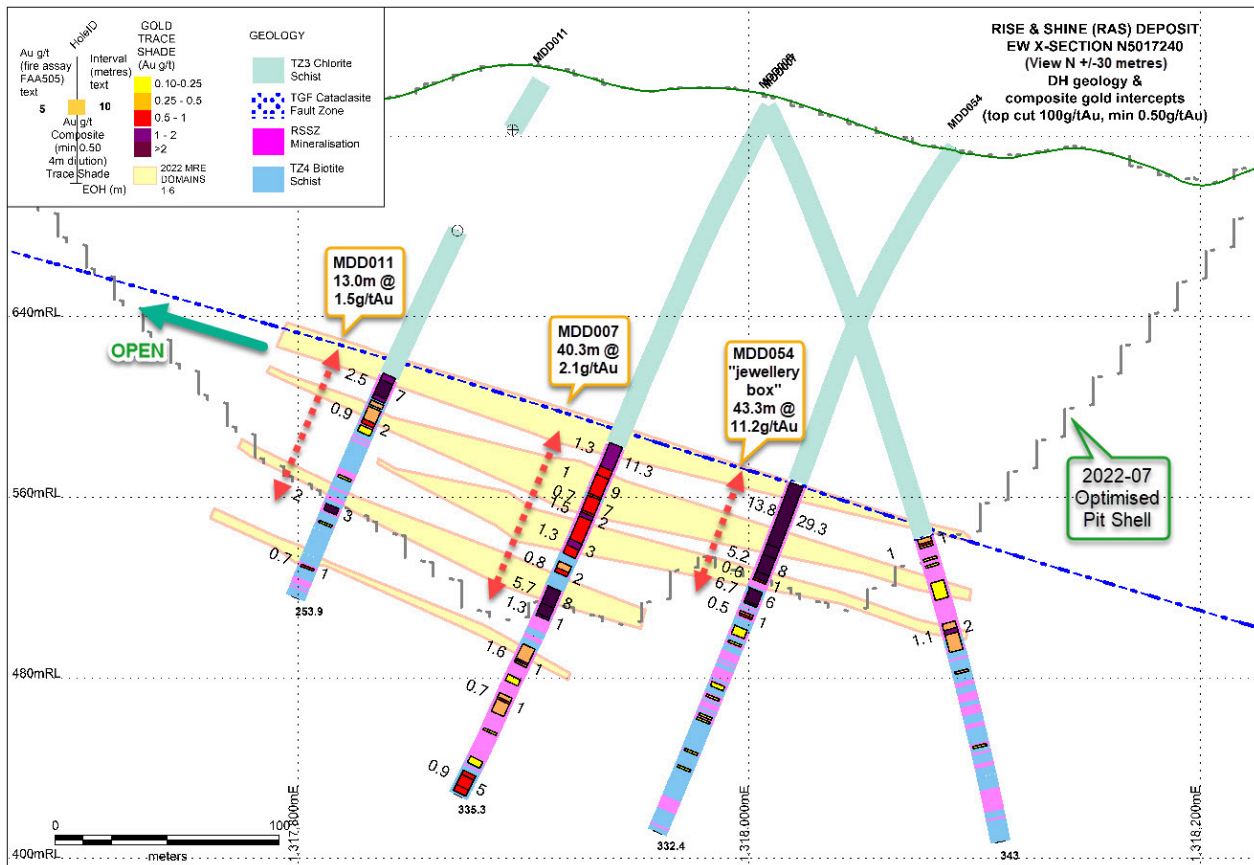 HoleID
Au g/t
(fire assay
FAA505)
text
5
Interval
(metres)
text
10
Au g/t
Composite
(min 0.50
4m dilution)
Trace Shade
EOH (m)
GOLD
TRACE
SHADE
(Au g/t)
0.10-0.25
0.25 - 0.5
0.5 - 1
1 - 2
>2
2022 MRE
DOMAINS
1 6
GEOLOGY
TZ3 Chlorite
Schist
TGF Cataclasite
Fault Zone
RSSZ
Mineralisation
TZ4 Biotite
Schist
RISE & SHINE (RAS) DEPOSIT
EW X-SECTION N5017240
(View N +/-30 metres)
DH geology &
composite gold intercepts
(top cut 100g/tAu, min 0.50g/tAu)
MDD011
MDD007
MDD054
640mRL
560mRL
480mRL
400mRL
OPEN
MDD011
13.0m @
1.5g/tAu
MDD007
40.3m @
2.1g/tAu
MDD054
"jewellery
box"
43.3m @
11.2g/tAu
2022-07
Optimised
Pit Shell
2.5
7
0.9
2
2
3
0.7
1
253.9
1.3
11.3
1
9
0.7
7
1.5
2
1.3
3
0.8
2
5.7
8
1.3
1
1.6
1
0.7
1
0.9
5
335.3
13.8
29.3
5.2
8
0.6
1
6.7
6
0.5
1
332.4
1
1
1.1
2
343
0
100
meters
1,317,800mE
1,318,000mE
1,318,200mE